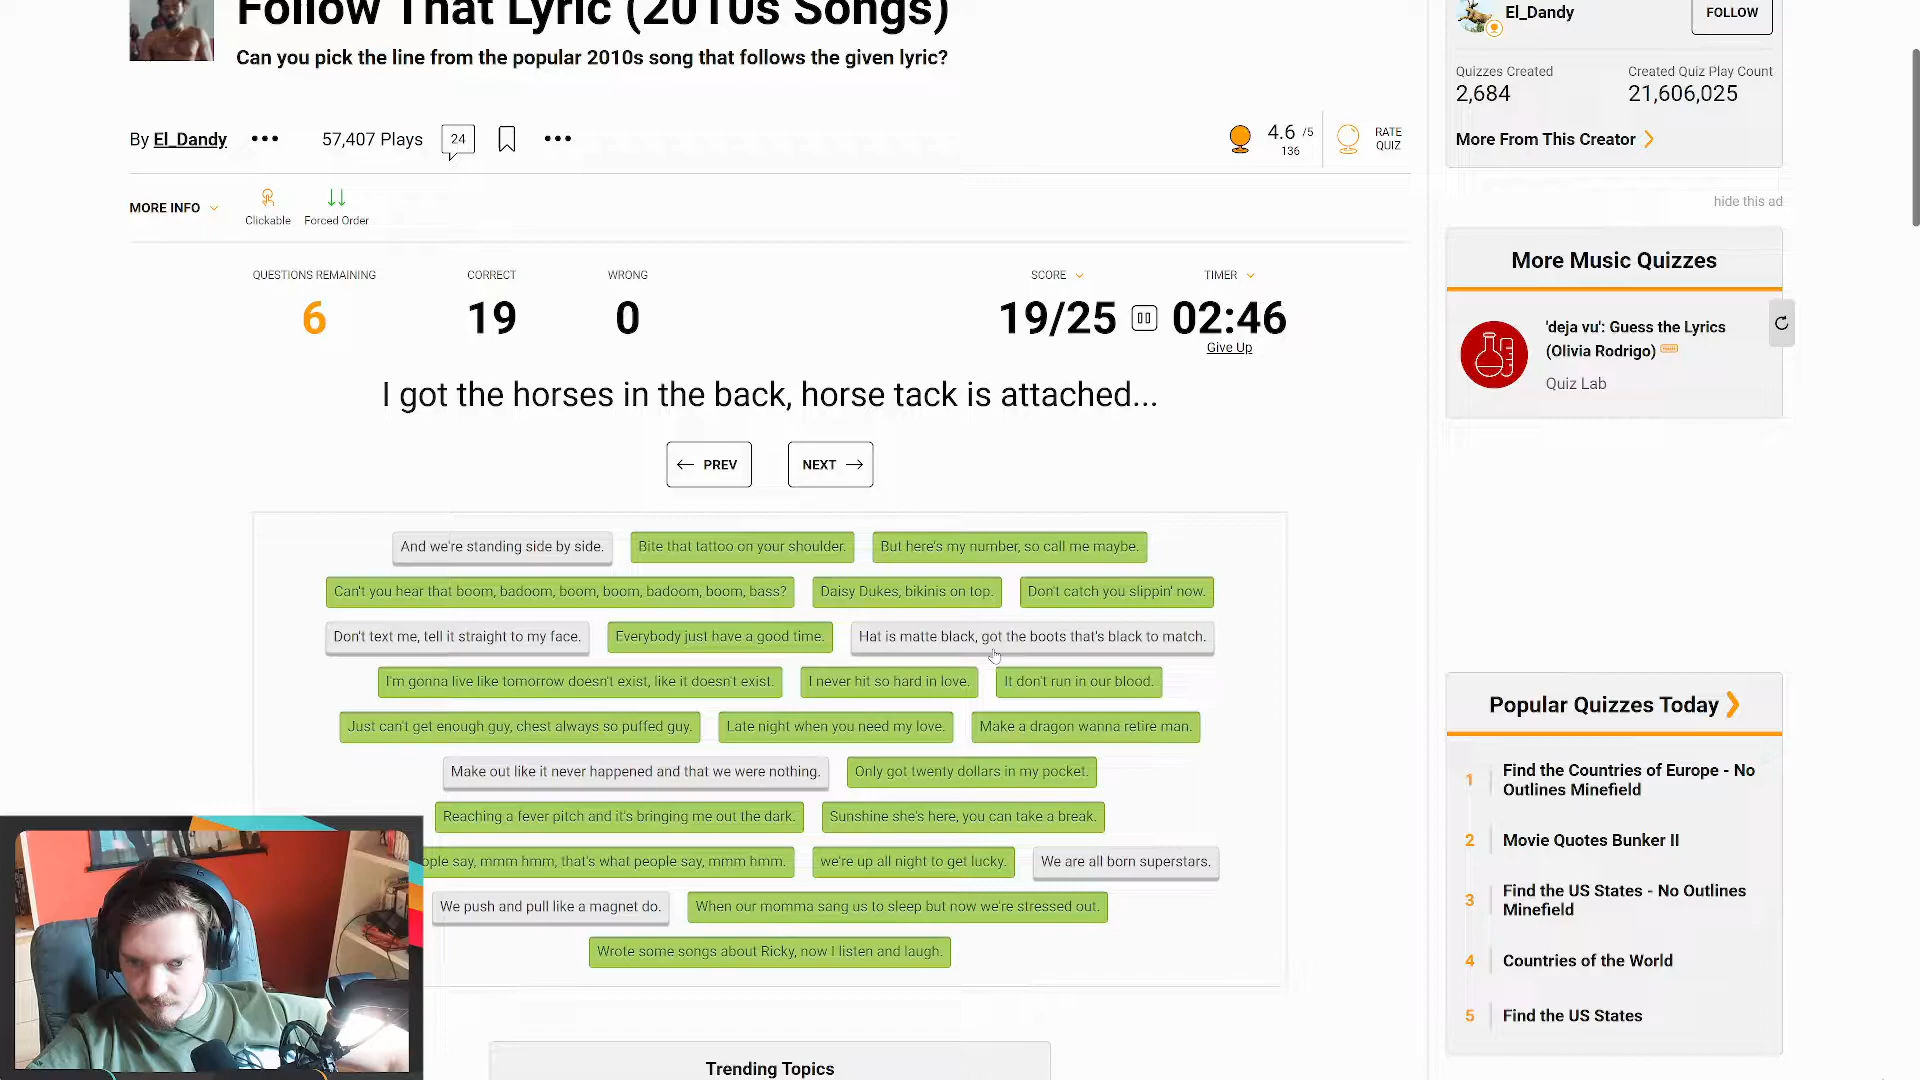 Follow That Lyric (2010s Songs)
Can you pick the line from the popular 2010s song that follows the given lyric?
By El_Dandy ••• 57,407 Plays 24 •••
4.6 /5
136
RATE
QUIZ
MORE INFO
Clickable
Forced Order
QUESTIONS REMAINING
6
CORRECT
19
WRONG
0
SCORE
19/25
TIMER
02:46
Give Up
I got the horses in the back, horse tack is attached...
← PREV
NEXT →
And we're standing side by side.
Bite that tattoo on your shoulder.
But here's my number, so call me maybe.
Can't you hear that boom, badoom, boom, boom, badoom, boom, bass?
Daisy Dukes, bikinis on top.
Don't catch you slippin' now.
Don't text me, tell it straight to my face.
Everybody just have a good time.
Hat is matte black, got the boots that's black to match.
I'm gonna live like tomorrow doesn't exist, like it doesn't exist.
I never hit so hard in love.
It don't run in our blood.
Just can't get enough guy, chest always so puffed guy.
Late night when you need my love.
Make a dragon wanna retire man.
Make out like it never happened and that we were nothing.
Only got twenty dollars in my pocket.
Reaching a fever pitch and it's bringing me out the dark.
Sunshine she's here, you can take a break.
ople say, mmm hmm, that's what people say, mmm hmm.
we're up all night to get lucky.
We are all born superstars.
We push and pull like a magnet do.
When our momma sang us to sleep but now we're stressed out.
Wrote some songs about Ricky, now I listen and laugh.
Trending Topics
El_Dandy
FOLLOW
Quizzes Created
2,684
Created Quiz Play Count
21,606,025
More From This Creator
hide this ad
More Music Quizzes
'deja vu': Guess the Lyrics
(Olivia Rodrigo)
Quiz Lab
Popular Quizzes Today
1 Find the Countries of Europe - No
Outlines Minefield
2 Movie Quotes Bunker II
3 Find the US States - No Outlines
Minefield
4 Countries of the World
5 Find the US States